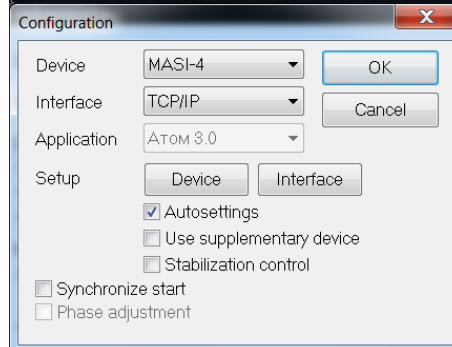 Configuration
Device MASI-4 OK
Interface TCP/IP Cancel
Application Атом 3.0
Setup Device Interface
Autosettings
Use supplementary device
Stabilization control
Synchronize start
Phase adjustment